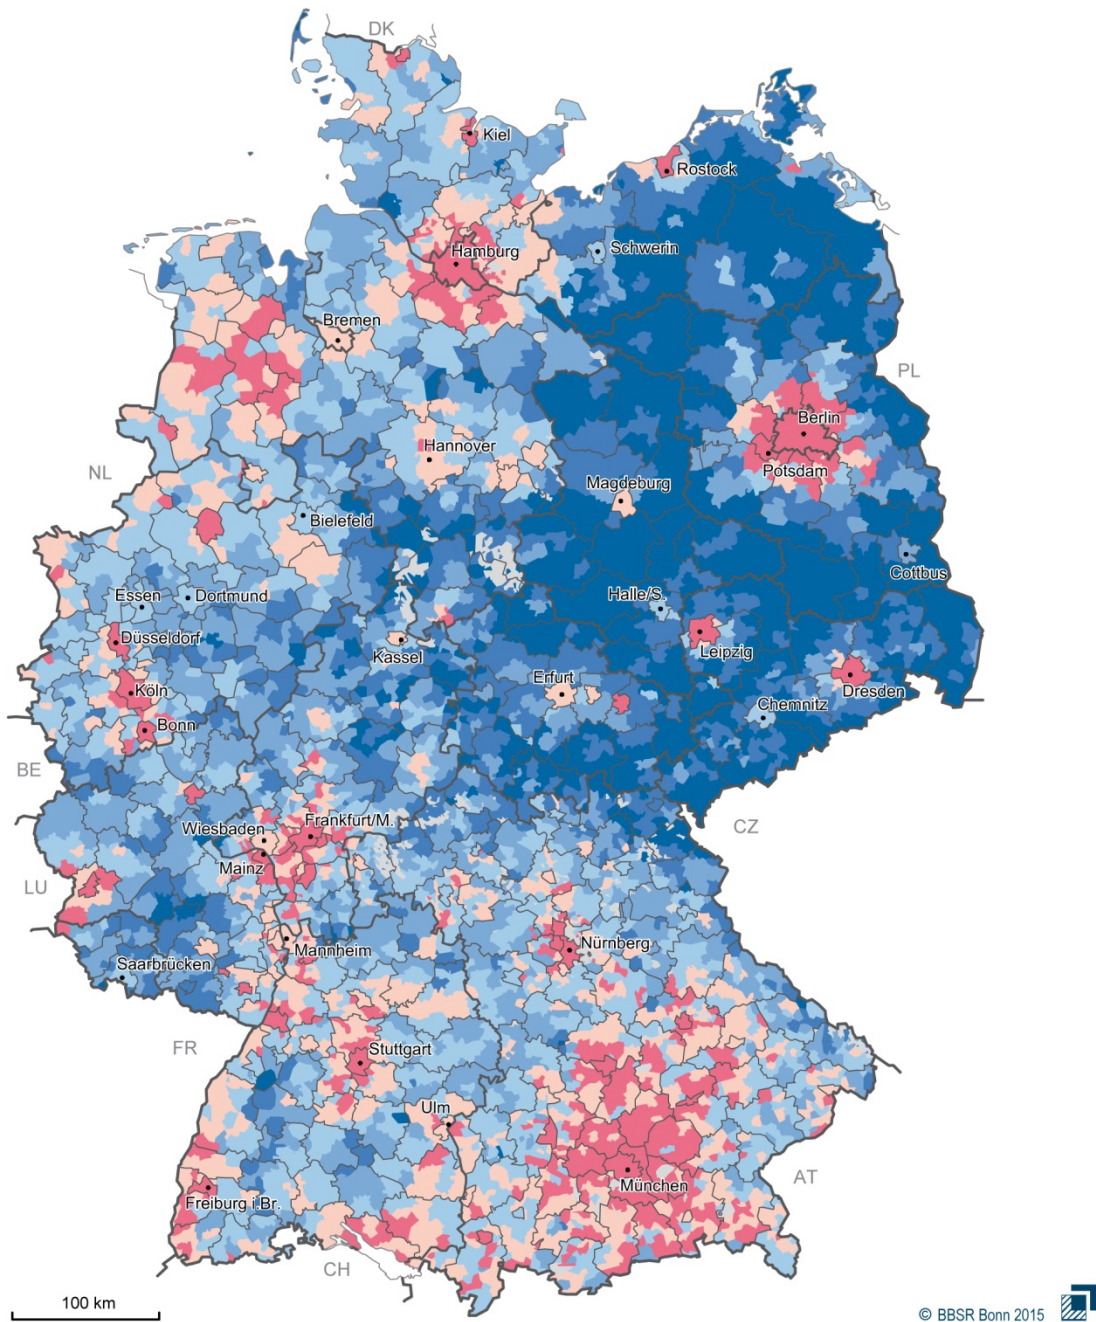 DK
Kiel
Rostock
Hamburg
Schwerin
Bremen
PL
Berlin
Hannover
NL
Potsdam
Magdeburg
Bielefeld
Cottbus
Essen
Dortmund
Halle/S.
Düsseldorf
Kassel
Leipzig
Erfurt
Köln
Dresden
Chemnitz
Bonn
BE
Wiesbaden
Frankfurt/M.
CZ
Mainz
LU
Nürnberg
Mannheim
Saarbrücken
FR
Stuttgart
Ulm
AT
München
Freiburg i.Br.
CH
100 km
© BBSR Bonn 2015